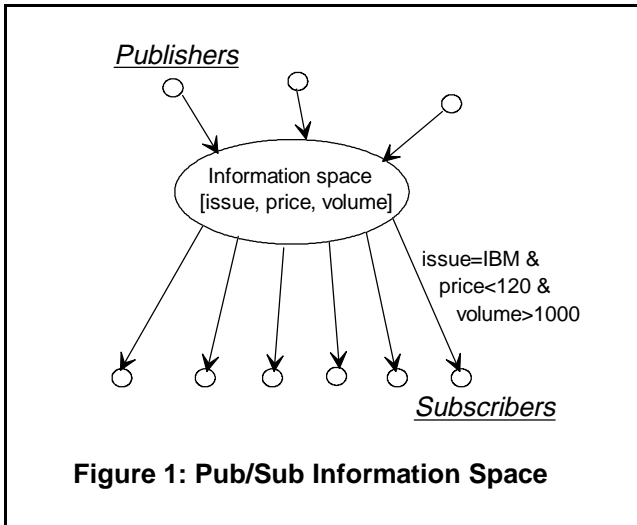 Publishers
Information space
[issue, price, volume]
issue=IBM &
price<120 &
volume>1000
Subscribers
Figure 1: Pub/Sub Information Space